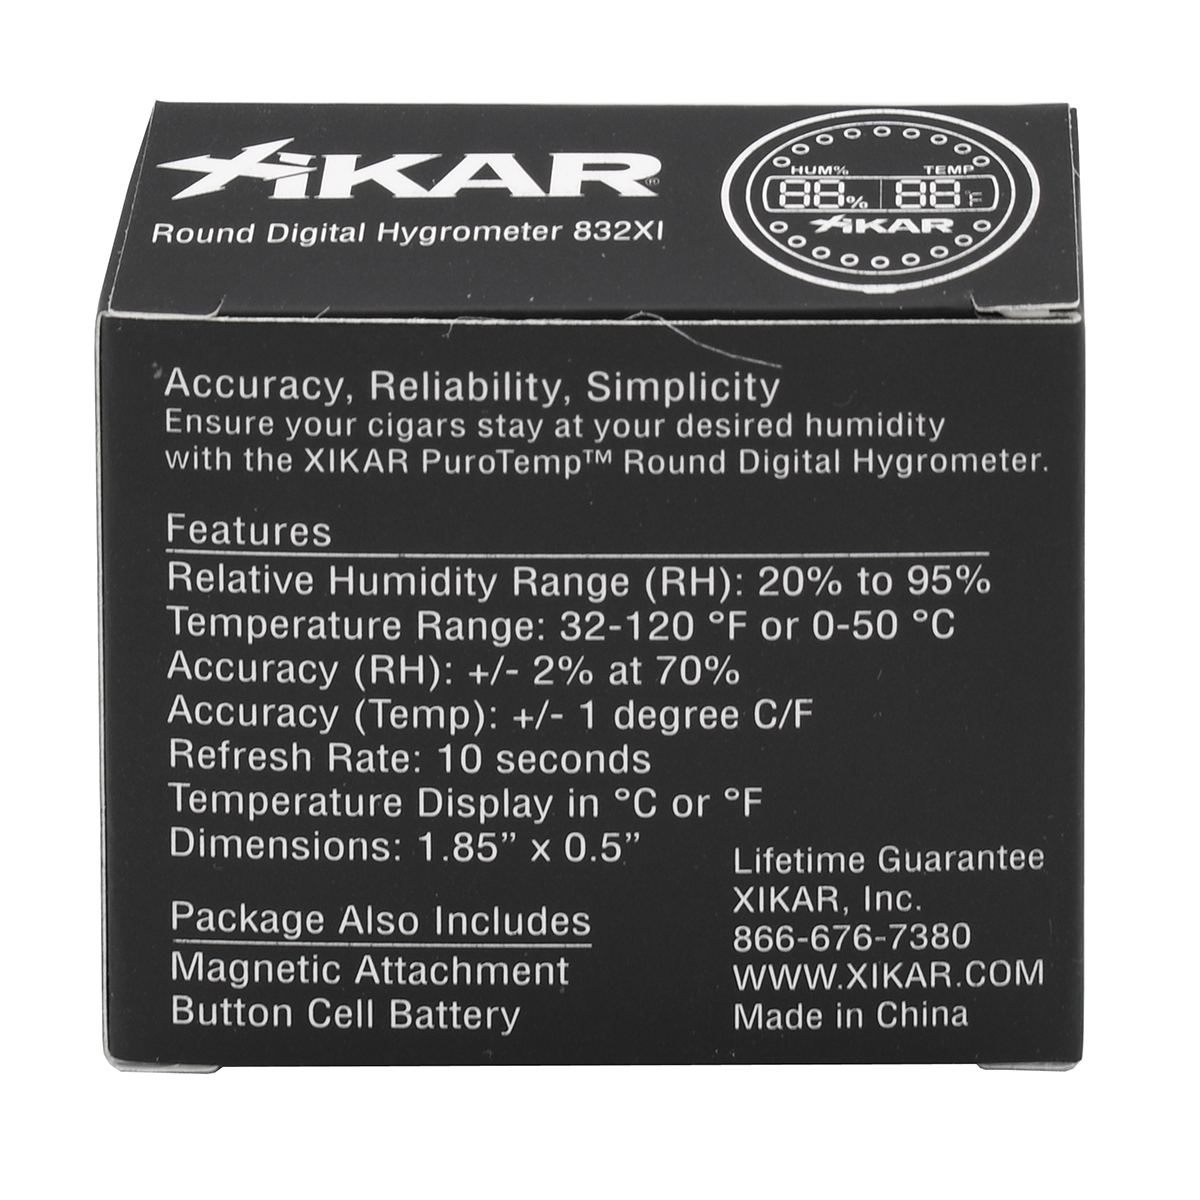 XIKAR®
Round Digital Hygrometer 832XI
HUM% TEMP
88% 88°F
XIKAR
Accuracy, Reliability, Simplicity
Ensure your cigars stay at your desired humidity
with the XIKAR PuroTemp™ Round Digital Hygrometer.
Features
Relative Humidity Range (RH): 20% to 95%
Temperature Range: 32-120 °F or 0-50 °C
Accuracy (RH): +/- 2% at 70%
Accuracy (Temp): +/- 1 degree C/F
Refresh Rate: 10 seconds
Temperature Display in °C or °F
Dimensions: 1.85” x 0.5”
Package Also Includes
Magnetic Attachment
Button Cell Battery
Lifetime Guarantee
XIKAR, Inc.
866-676-7380
WWW.XIKAR.COM
Made in China